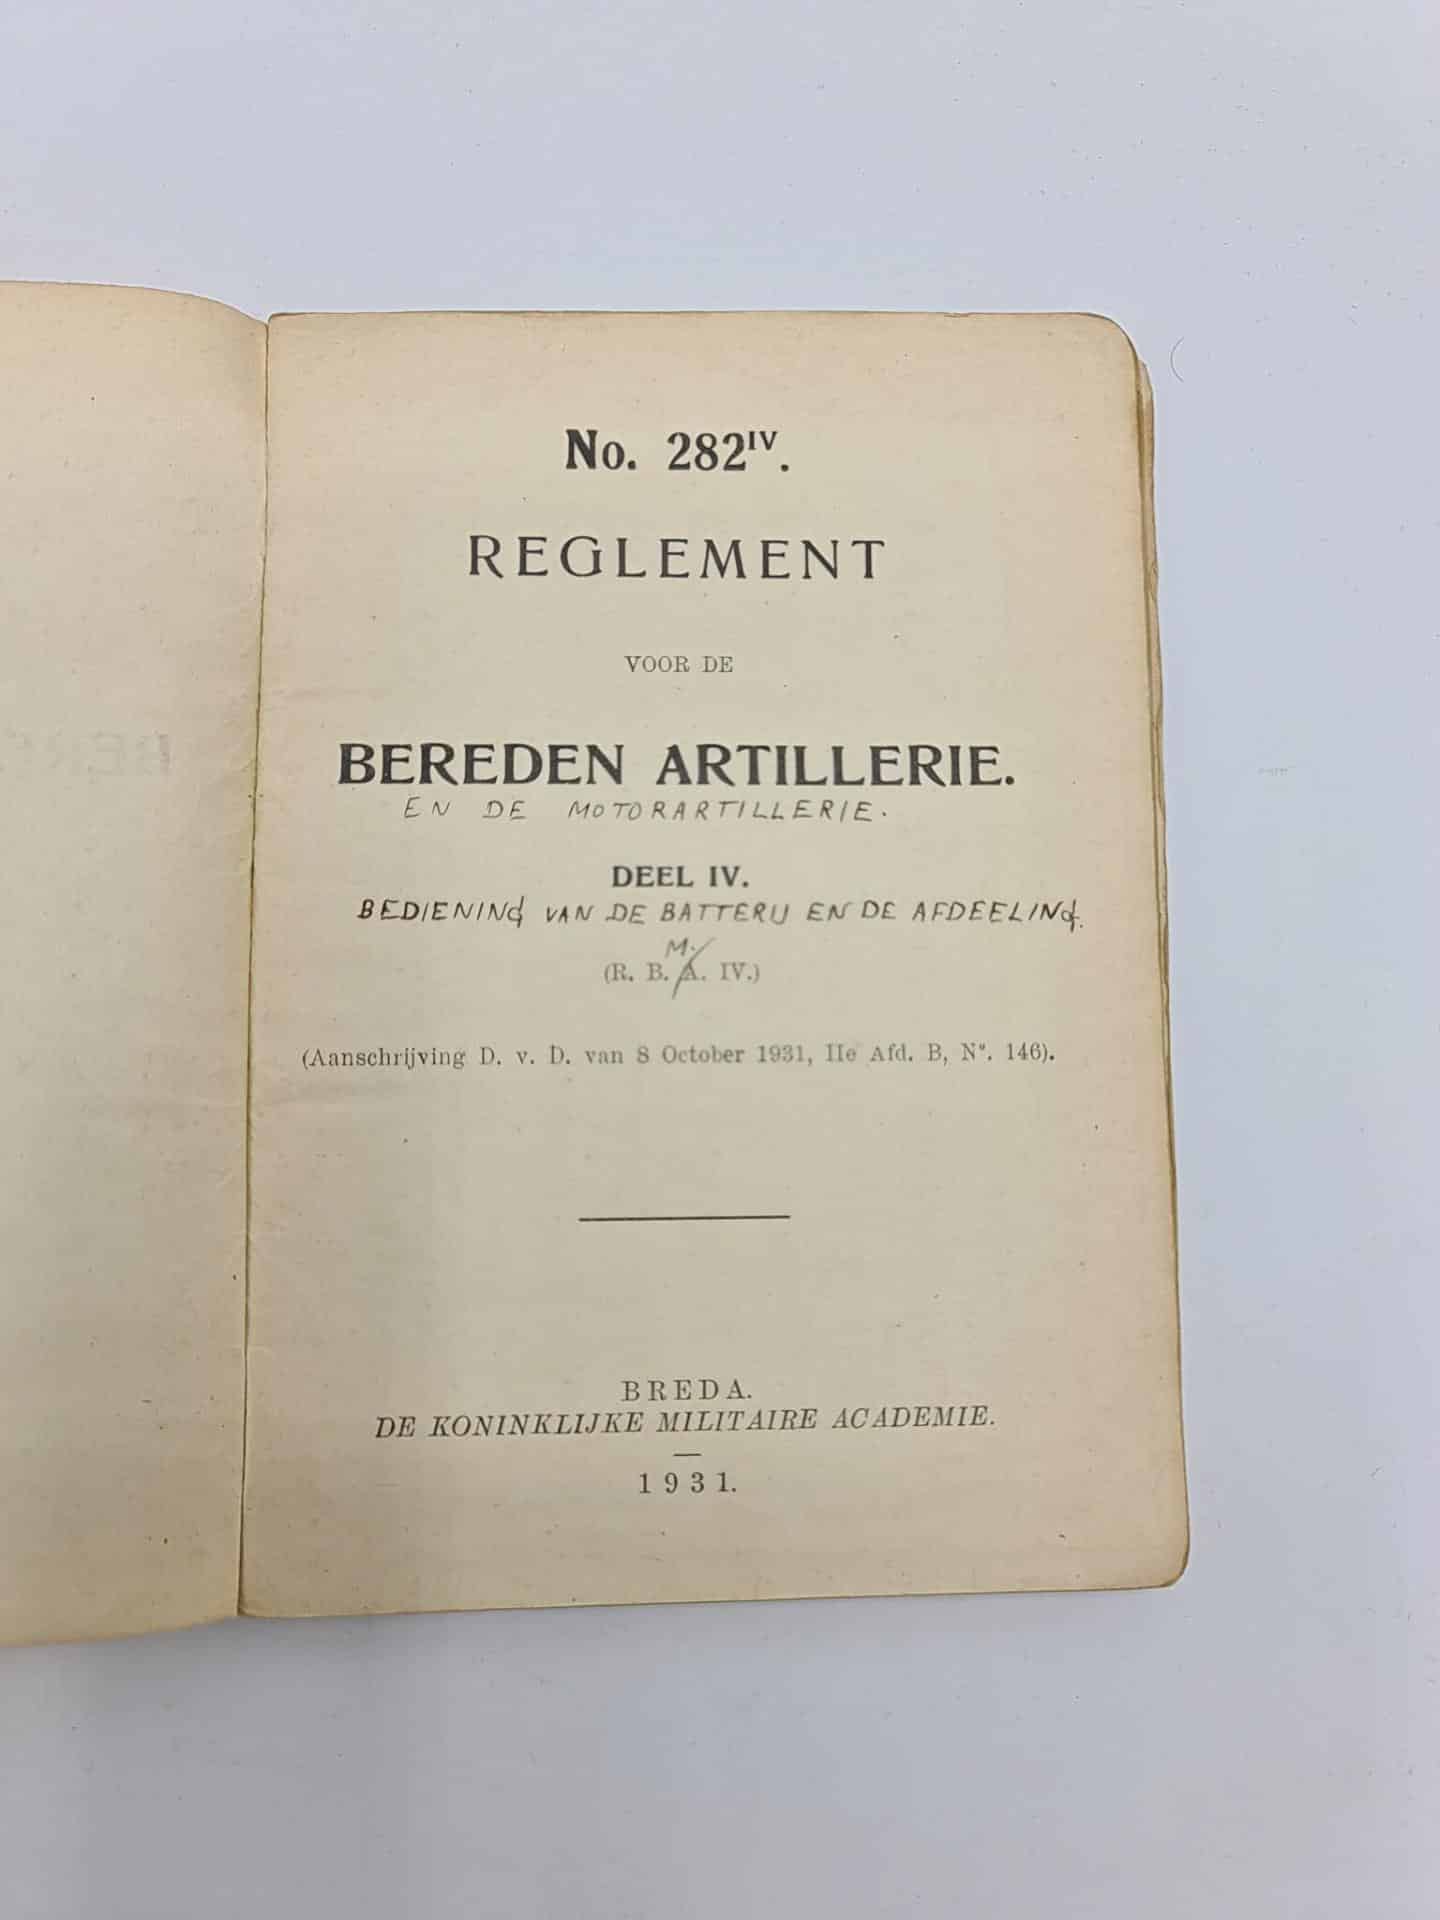 No. 282IV.
REGLEMENT
VOOR DE
BEREDEN ARTILLERIE.
EN DE MOTORARTILLERIE.
DEEL IV.
BEDIENING VAN DE BATTERIJ EN DE AFDEELING.
M.
(R. B. A. IV.)
(Aanschrijving D. v. D. van 8 October 1931, IIe Afd. B, No. 146).
BREDA.
DE KONINKLIJKE MILITAIRE ACADEMIE.
1931.